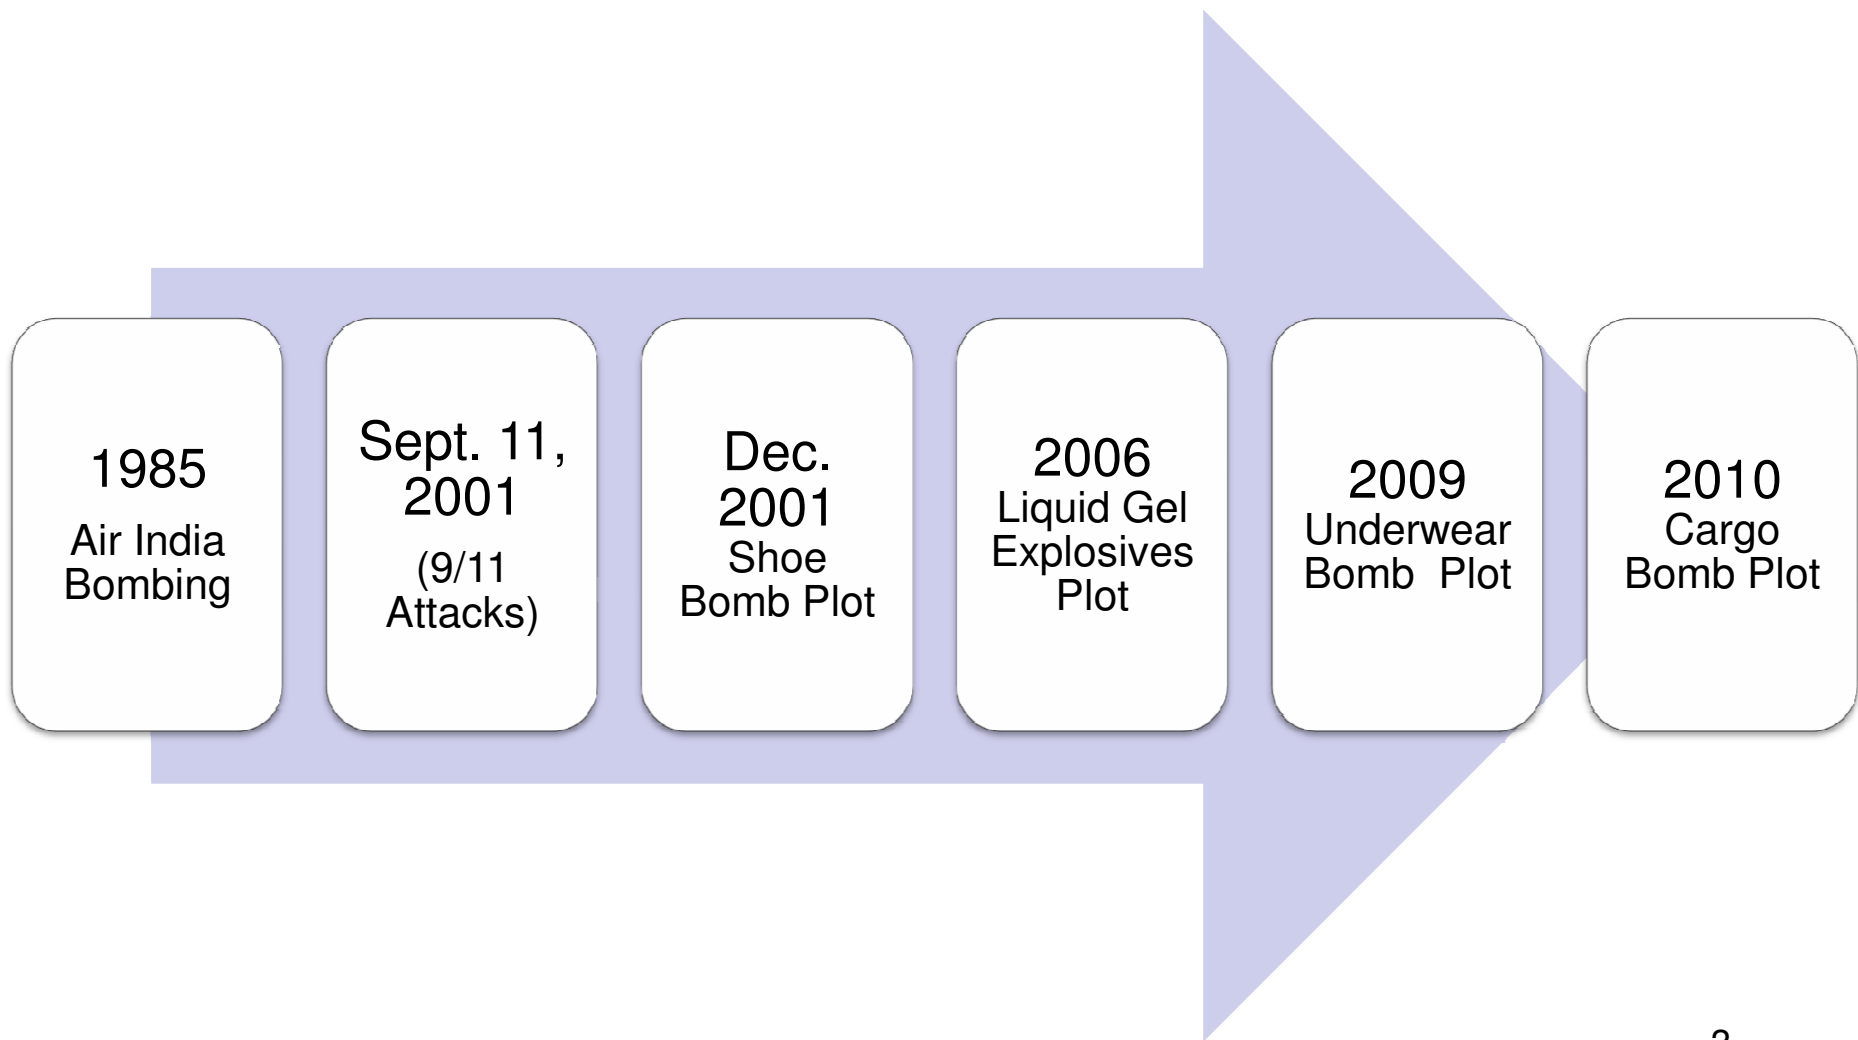 1985
Air India
Bombing
Sept. 11,
2001
(9/11
Attacks)
Dec.
2001
Shoe
Bomb Plot
2006
Liquid Gel
Explosives
Plot
2009
Underwear
Bomb  Plot
2010
Cargo
Bomb Plot